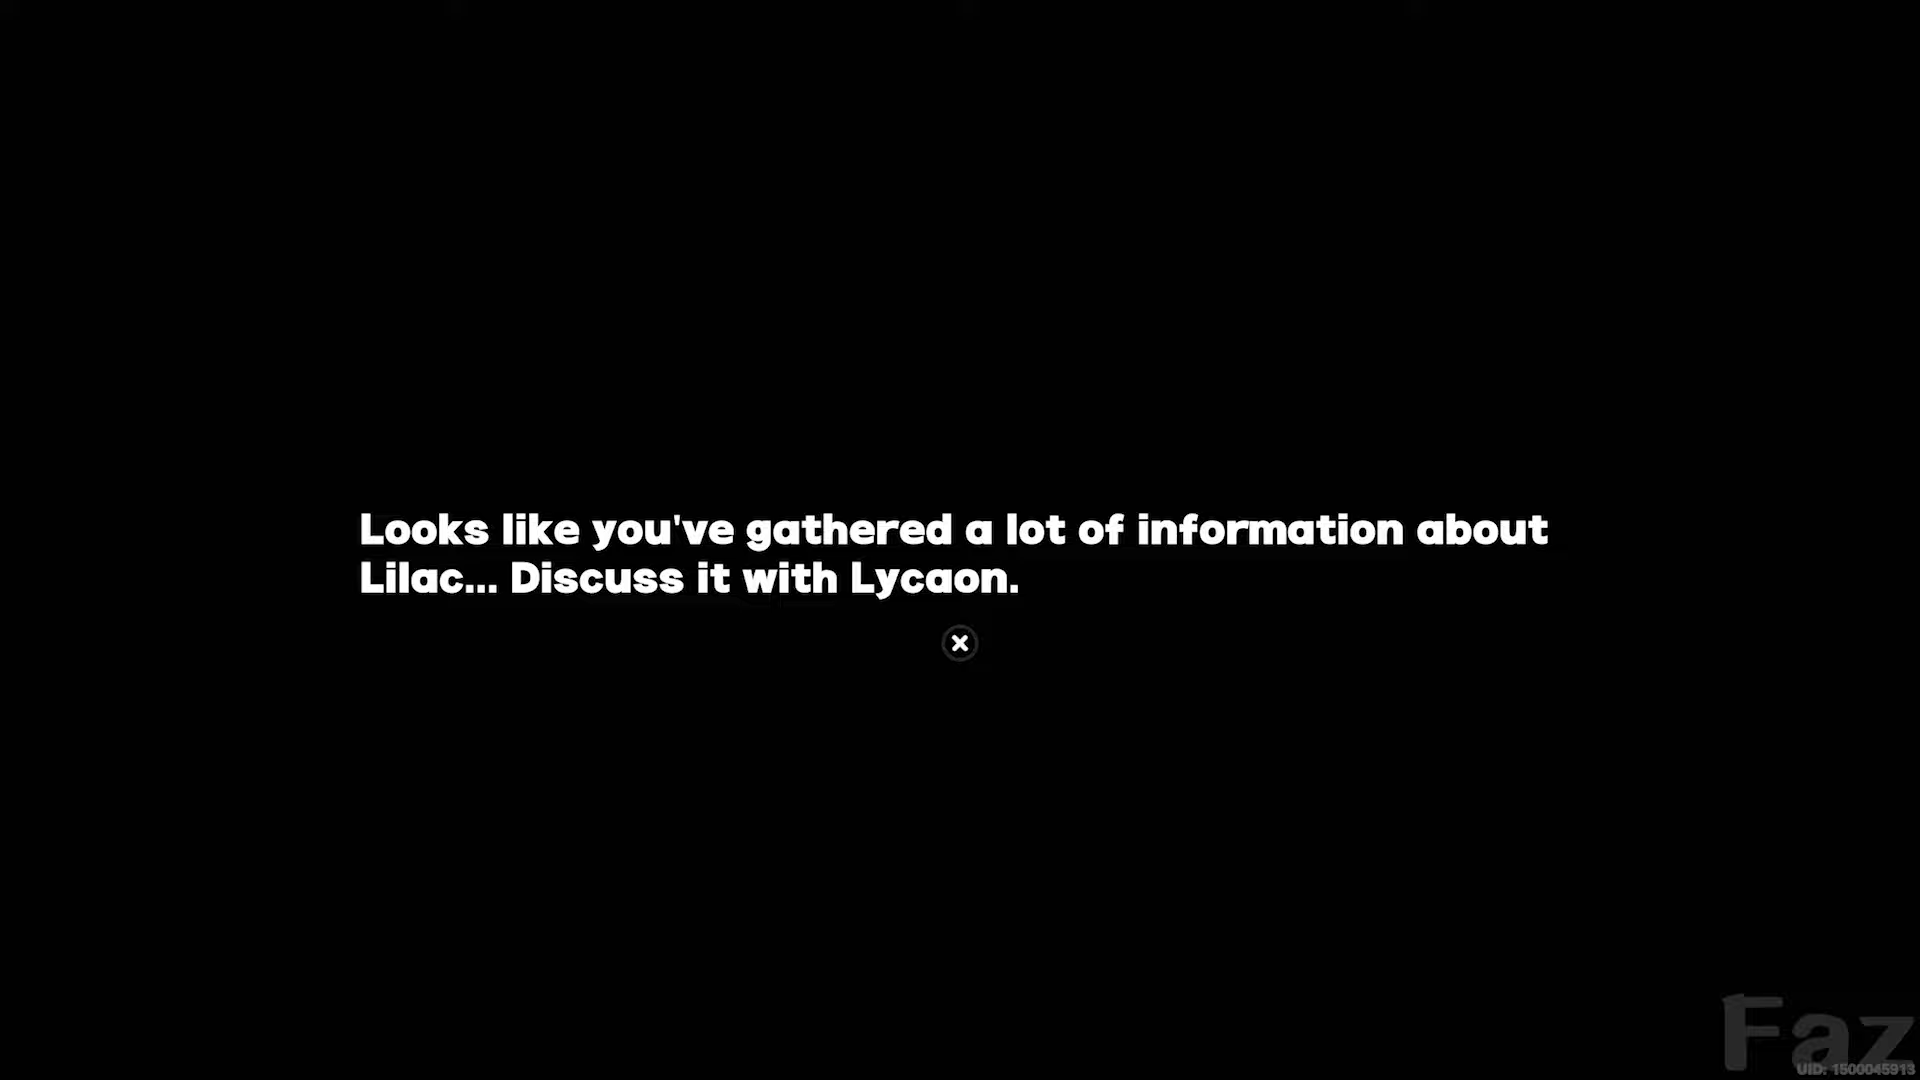 Looks like you've gathered a lot of information about
Lilac... Discuss it with Lycaon.
Faz
UID: 1500045913